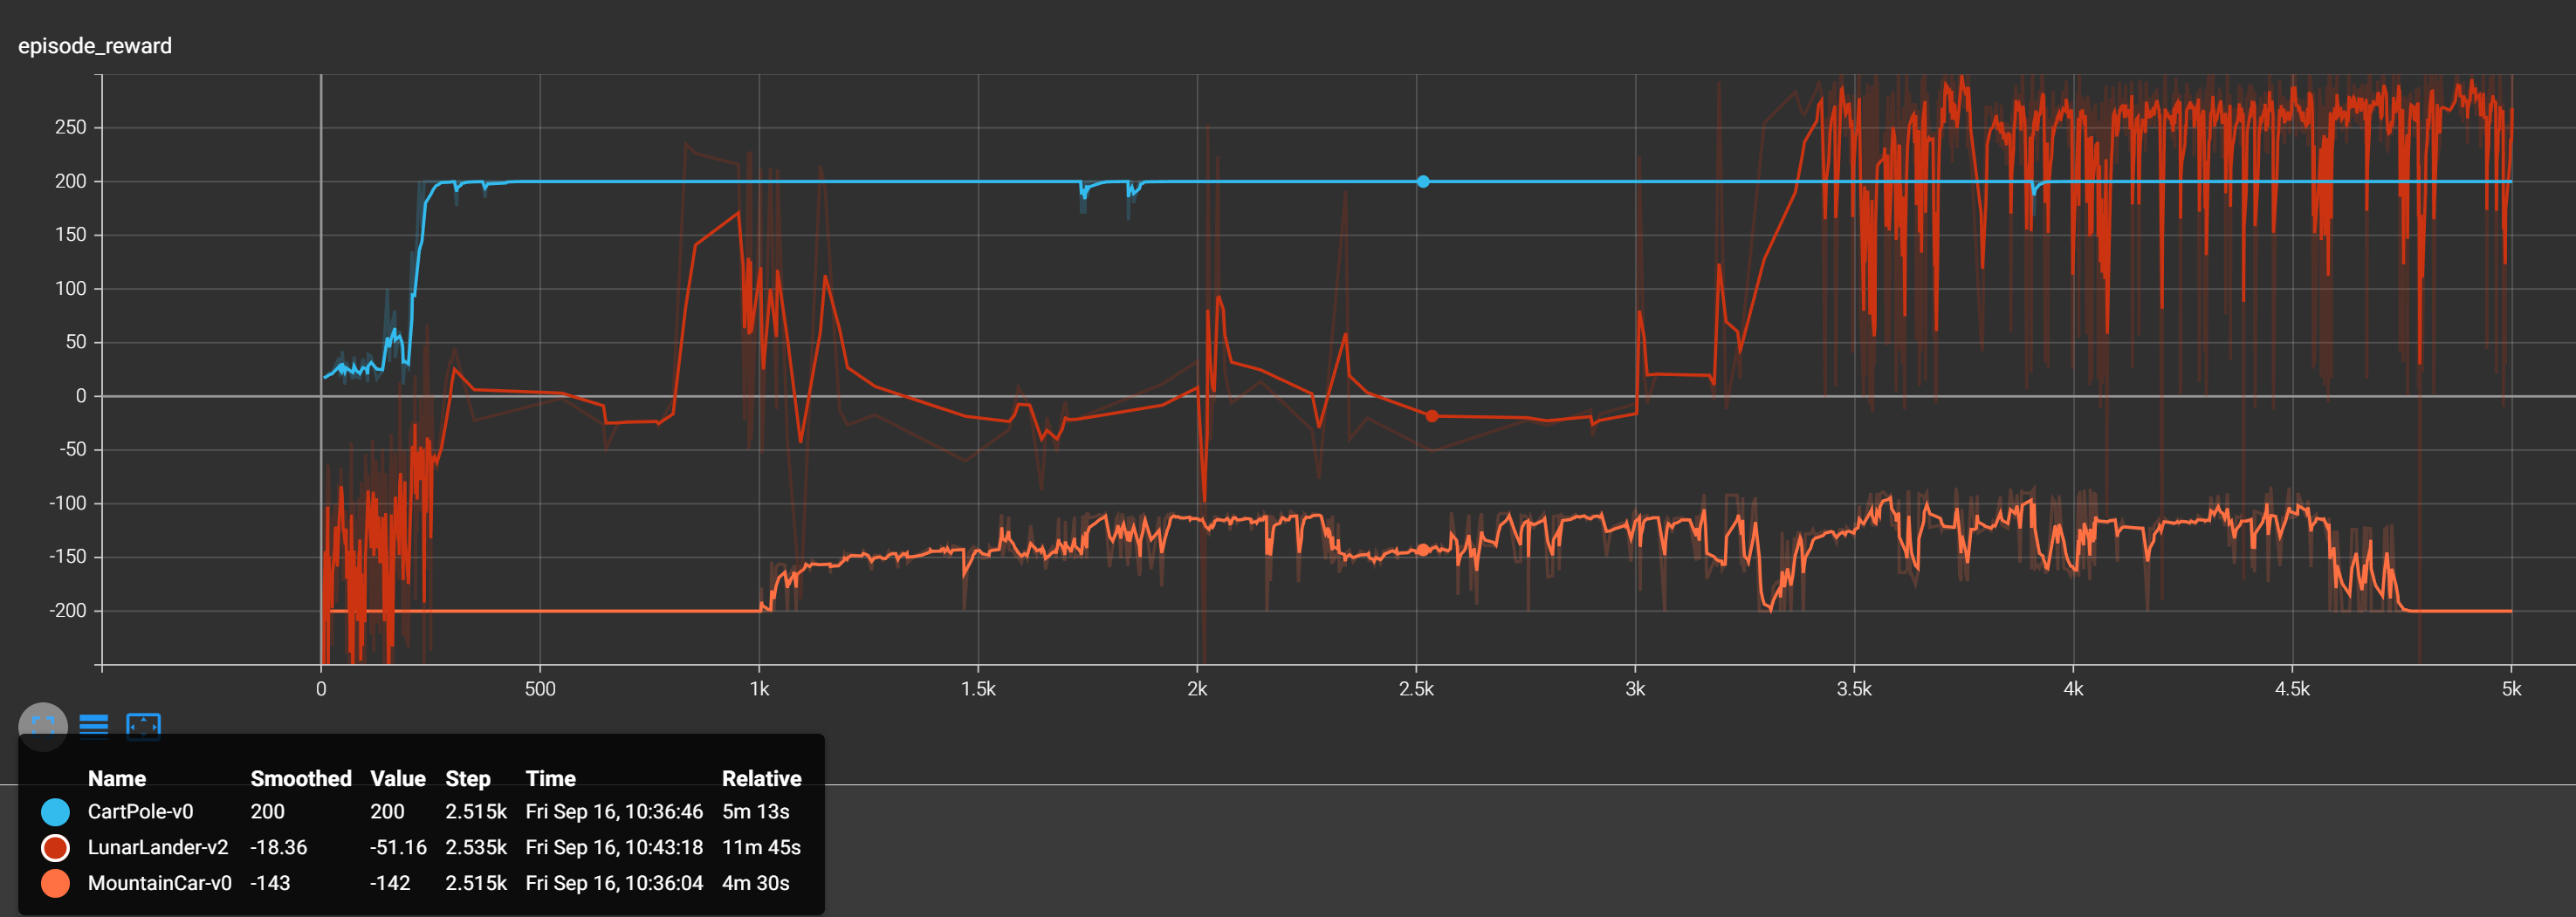 episode_reward
250
200
150
100
50
0
-50
-100
-150
-200
0 500 1k 1.5k 2k 2.5k 3k 3.5k 4k 4.5k 5k
Name Smoothed Value Step Time Relative
CartPole-v0 200 200 2.515k Fri Sep 16, 10:36:46 5m 13s
LunarLander-v2 -18.36 -51.16 2.535k Fri Sep 16, 10:43:18 11m 45s
MountainCar-v0 -143 -142 2.515k Fri Sep 16, 10:36:04 4m 30s